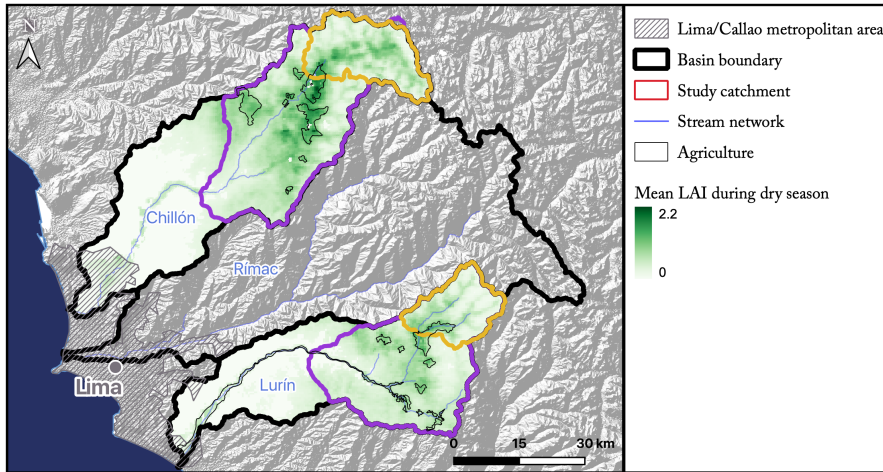 N
Chillón
Rímac
Lima
Lurín
0 15 30 km
Lima/Callao metropolitan area
Basin boundary
Study catchment
Stream network
Agriculture
Mean LAI during dry season
2.2
0